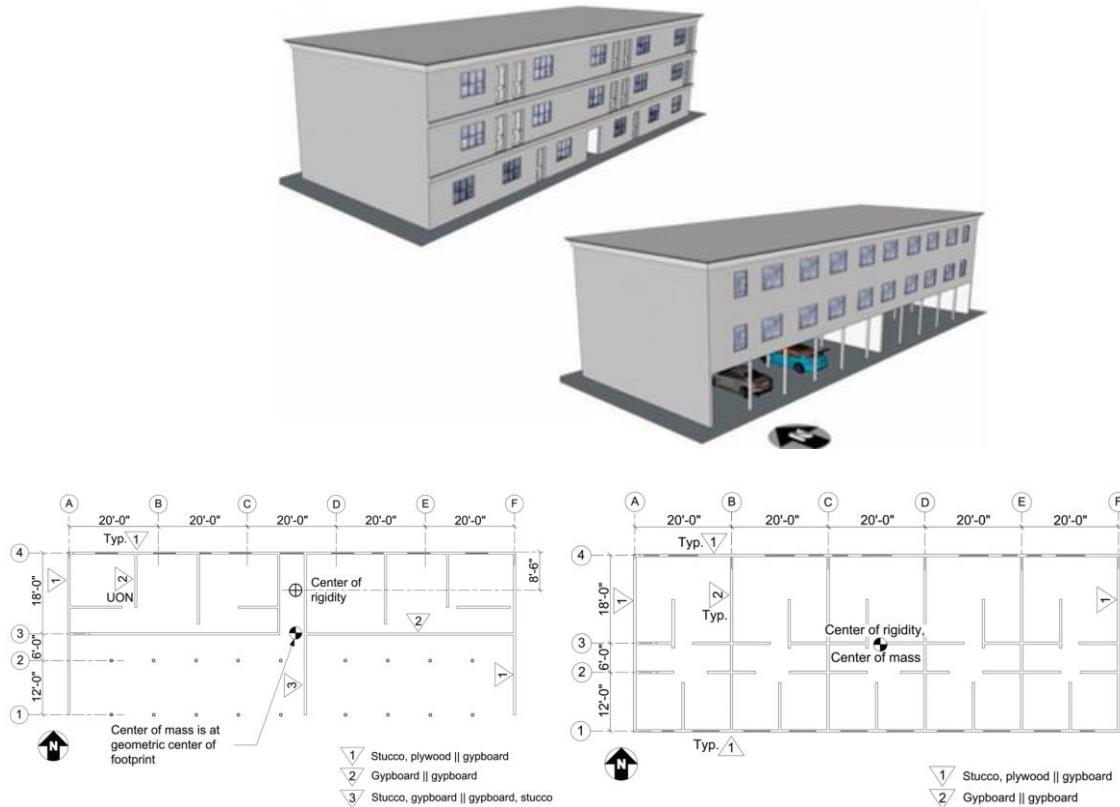 N
A B C D E F
20'-0" 20'-0" 20'-0" 20'-0" 20'-0"
Typ. 1
4
18'-0"
1
2
UON
Center of
rigidity
8'-6"
3
2
6'-0"
2
12'-0"
3
1
1
N
Center of mass is at
geometric center of
footprint
1 Stucco, plywood || gypboard
2 Gypboard || gypboard
3 Stucco, gypboard || gypboard, stucco
A B C D E F
20'-0" 20'-0" 20'-0" 20'-0" 20'-0"
Typ. 1
4
18'-0"
1
2
Typ.
1
Center of rigidity,
Center of mass
3
6'-0"
2
12'-0"
1
N
Typ. 1
1 Stucco, plywood || gypboard
2 Gypboard || gypboard